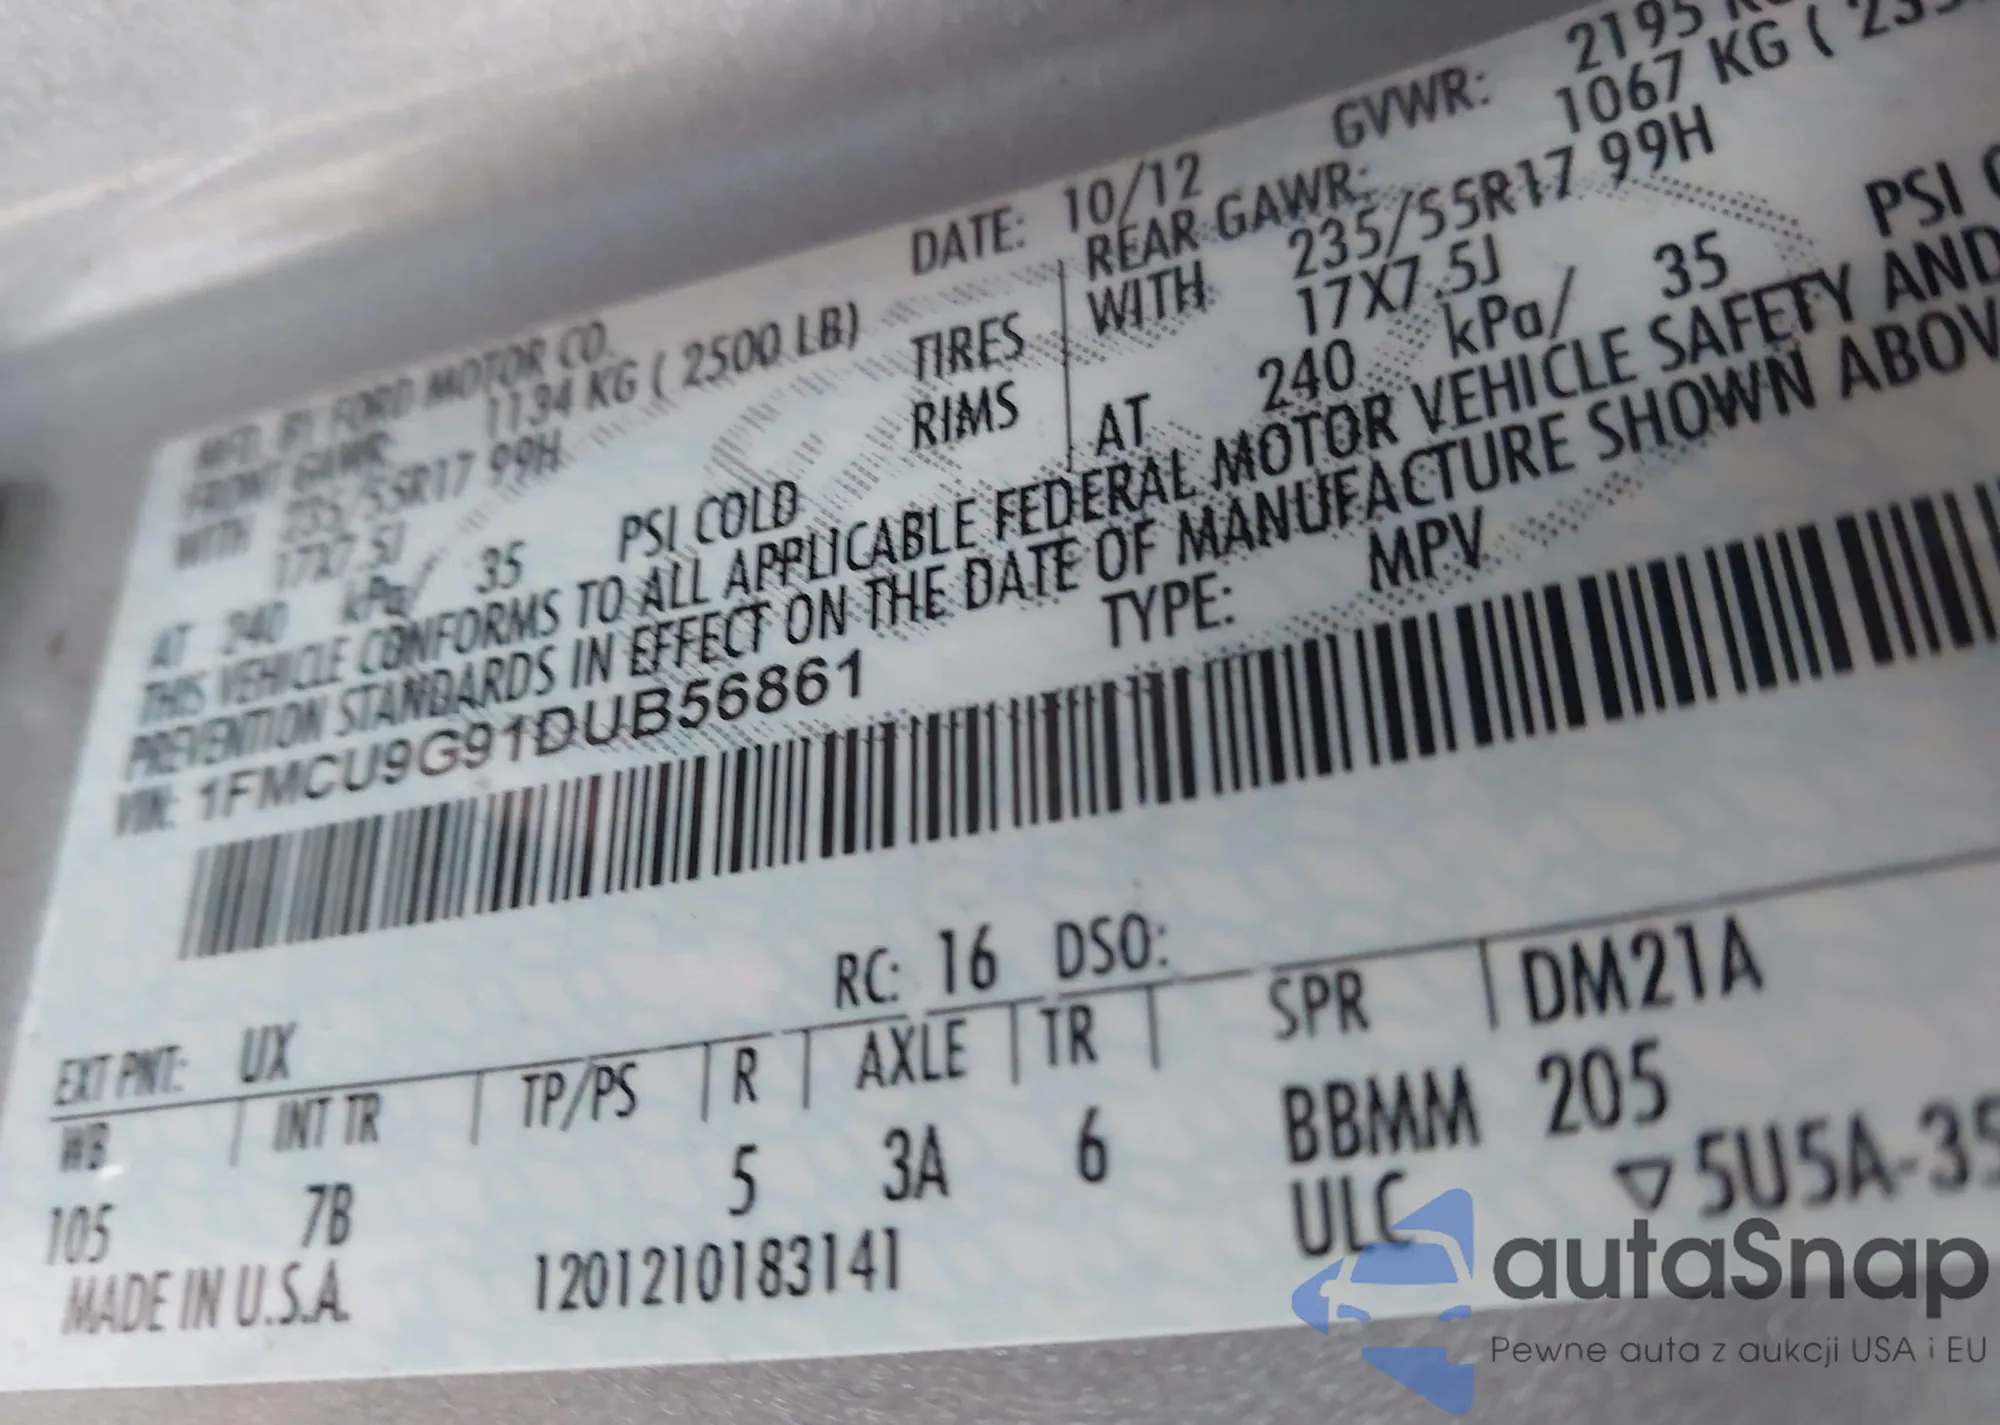 MFD. BY FORD MOTOR CO.
DATE: 10/12
GVWR: 2195
FRONT GAWR: 1134 KG ( 2500 LB)
REAR GAWR: 1067 KG (
WITH 235/55R17 99H
TIRES
WITH 235/55R17 99H
17X7.5J
RIMS
17X7.5J
AT 240 kPa/ 35 PSI COLD
AT 240 kPa/ 35 PSI
THIS VEHICLE CONFORMS TO ALL APPLICABLE FEDERAL MOTOR VEHICLE SAFETY AND
PREVENTION STANDARDS IN EFFECT ON THE DATE OF MANUFACTURE SHOWN ABOV
VIN: 1FMCU9G91DUB56861
TYPE: MPV
EXT PNT: UX RC: 16 DSO:
WB INT TR TP/PS R AXLE TR SPR DM21A
105 7B 5 3A 6 BBMM 205
MADE IN U.S.A. 1201210183141 ULC ▽5U5A-35
autaSnap
Pewne auta z aukcji USA i EU